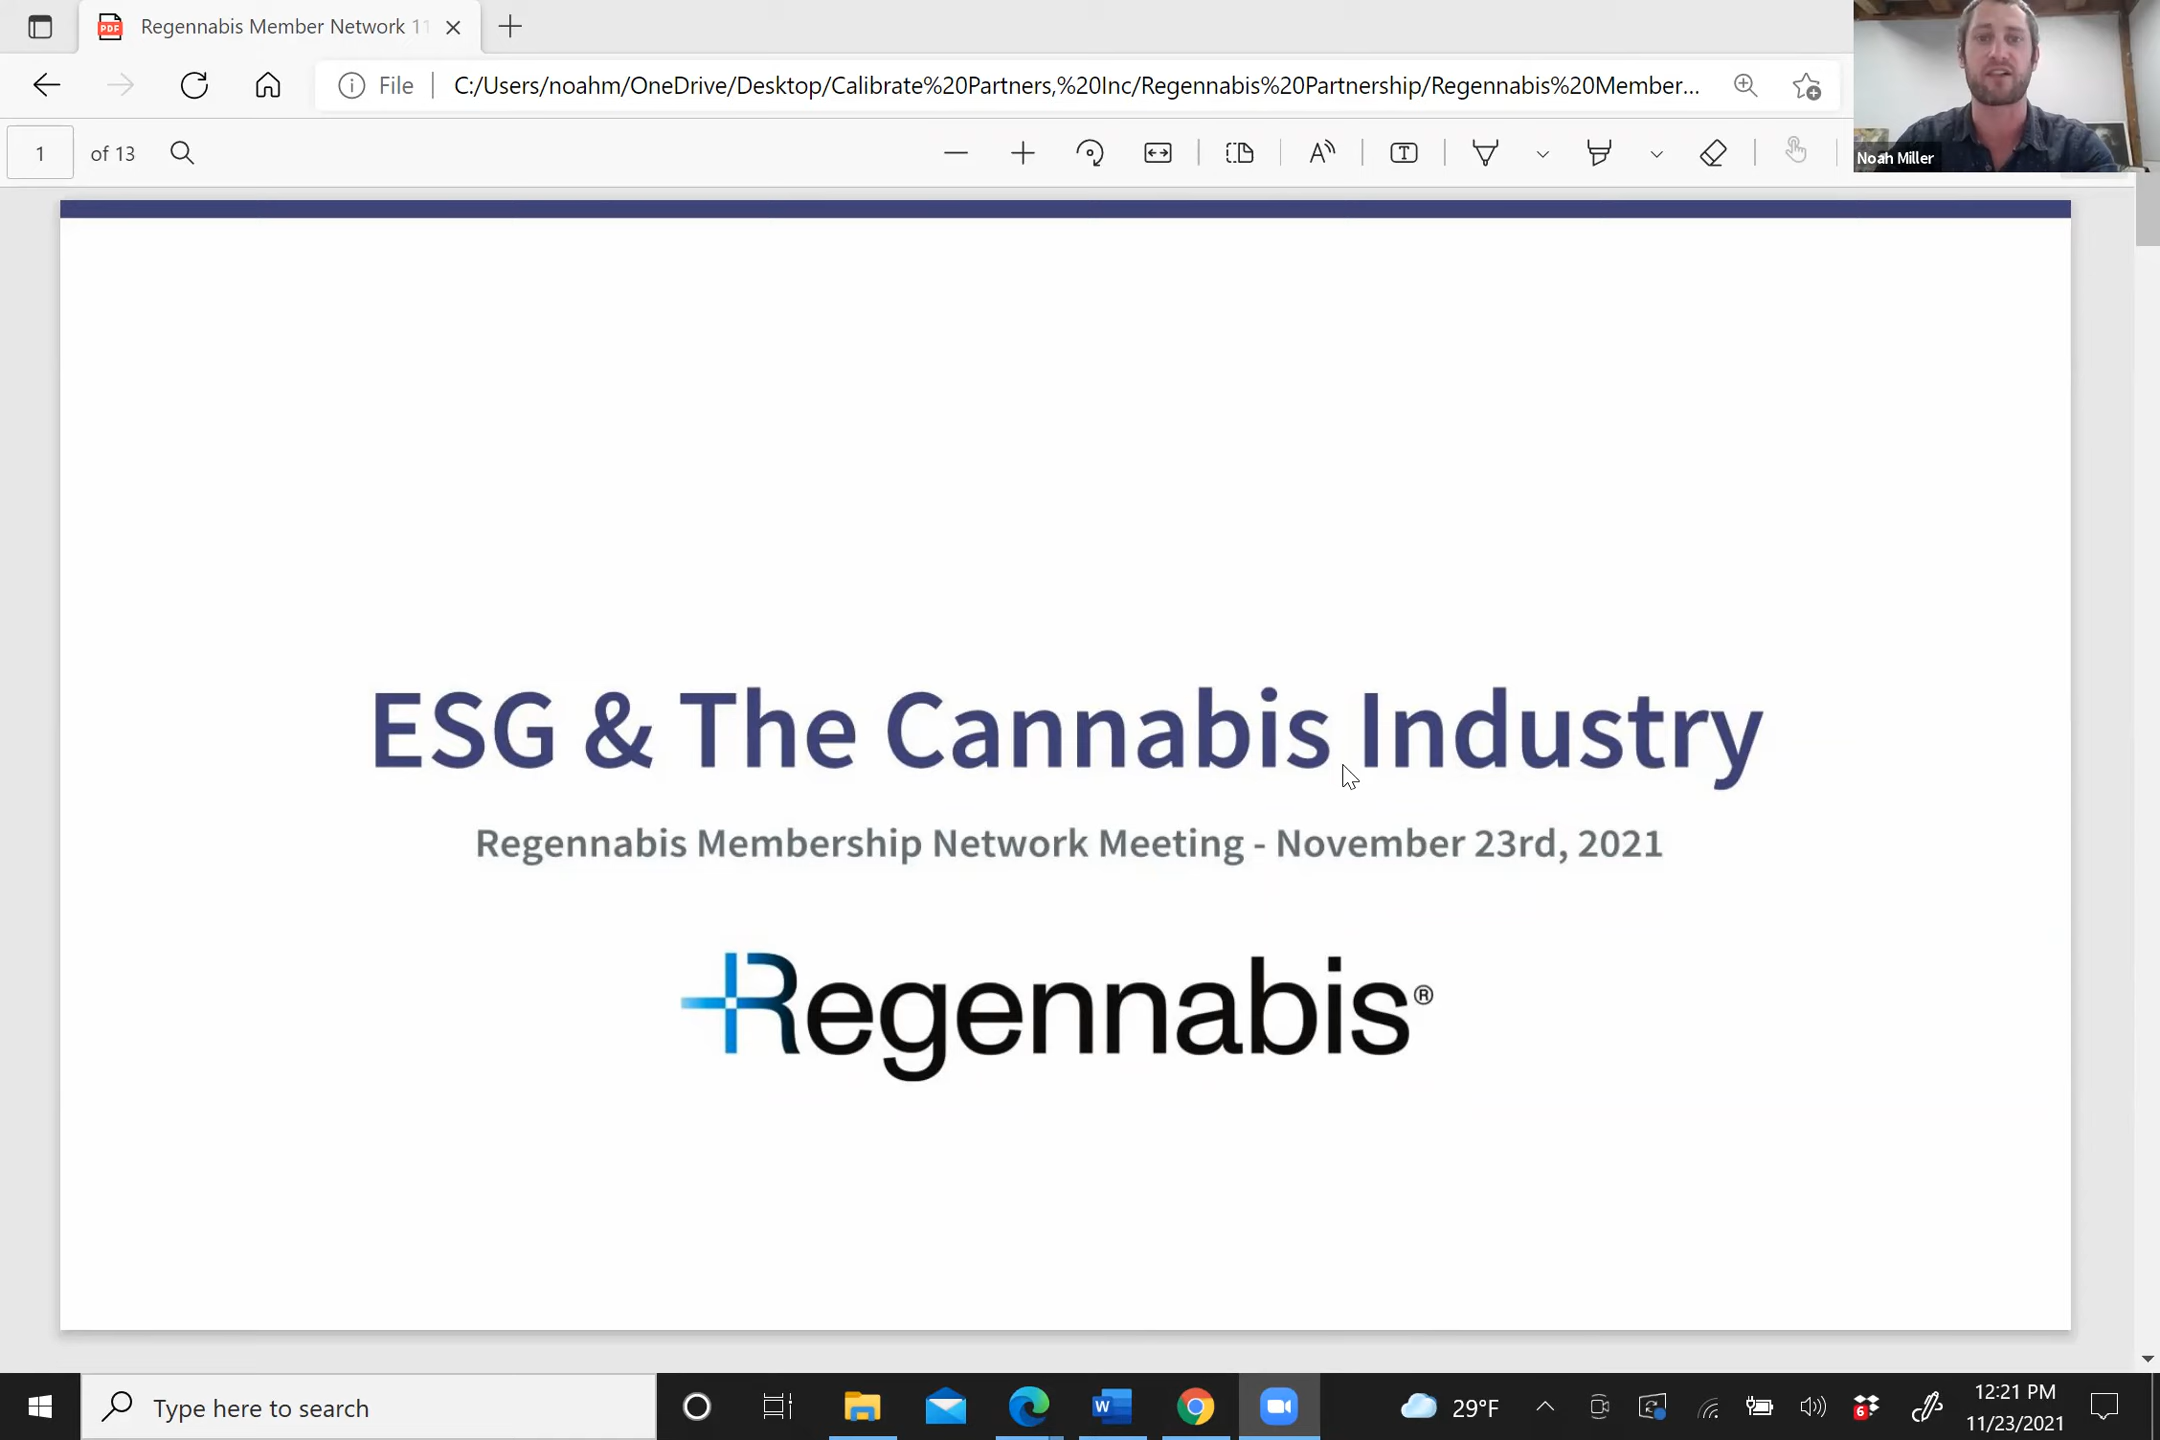 Regennabis Member Network 11
File
C:/Users/noahm/OneDrive/Desktop/Calibrate%20Partners,%20Inc/Regennabis%20Partnership/Regennabis%20Member...
1 of 13
Noah Miller
ESG & The Cannabis Industry
Regennabis Membership Network Meeting - November 23rd, 2021
Regennabis®
Type here to search
29°F
12:21 PM
11/23/2021